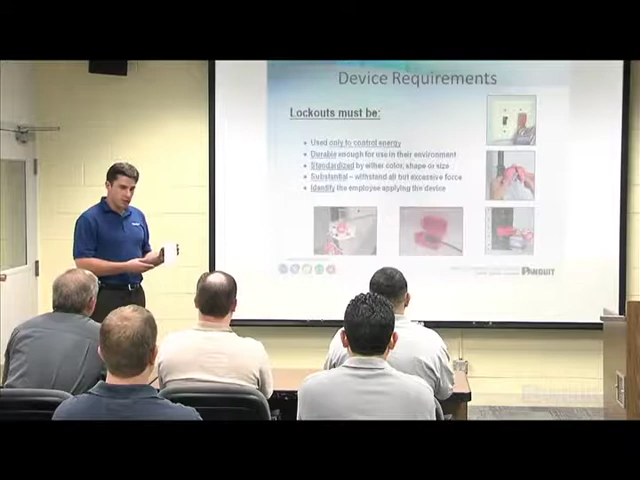 Device Requirements
Lockouts must be:
• Used only to control energy
• Durable enough for use in their environment
• Standardized by either color, shape or size
• Substantial – withstand all but excessive force
• Identify the employee applying the device
PANDUIT